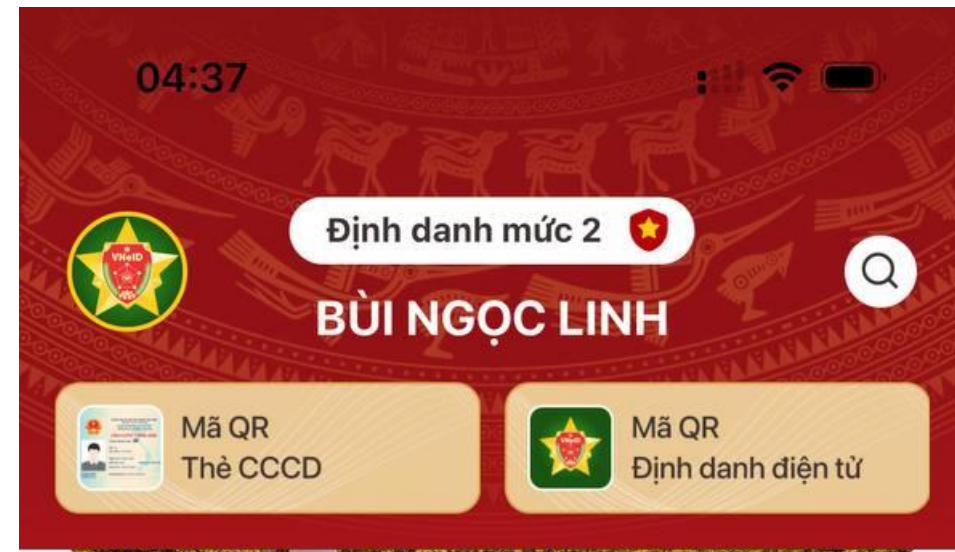 04:37
Định danh mức 2
VNeID
BÙI NGỌC LINH
Mã QR
Thẻ CCCD
VNeID
Mã QR
Định danh điện tử